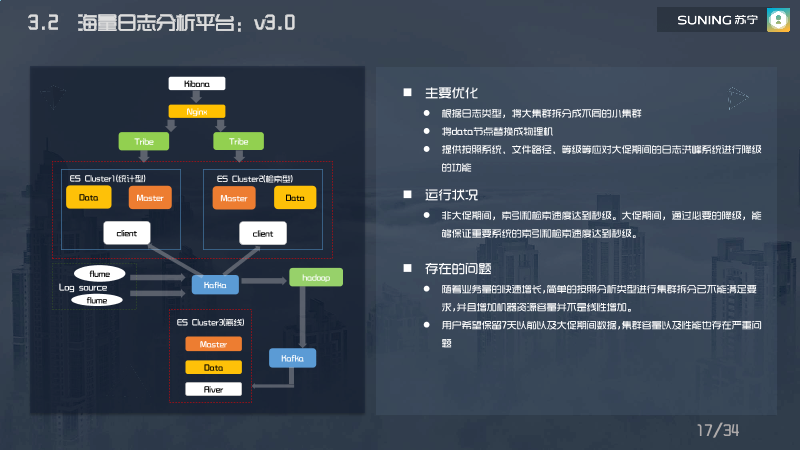 3.2 海量日志分析平台：v3.0
SUNING 苏宁
Kibana
Nginx
Tribe
Tribe
ES Cluster1(统计型)
Data
Master
client
ES Cluster2(检索型)
Master
Data
client
flume
Log source
flume
Kafka
hadoop
ES Cluster3(离线)
Master
Data
River
Kafka
主要优化
根据日志类型，将大集群拆分成不同的小集群
将data节点替换成物理机
提供按照系统、文件路径、等级等应对大促期间的日志洪峰系统进行降级
的功能
运行状况
非大促期间，索引和检索速度达到秒级。大促期间，通过必要的降级，能
够保证重要系统的索引和检索速度达到秒级。
存在的问题
随着业务量的快速增长,简单的按照分析类型进行集群拆分已不能满足要
求,并且增加机器资源容量并不是线性增加。
用户希望保留7天以前以及大促期间数据,集群容量以及性能也存在严重问
题
17/34